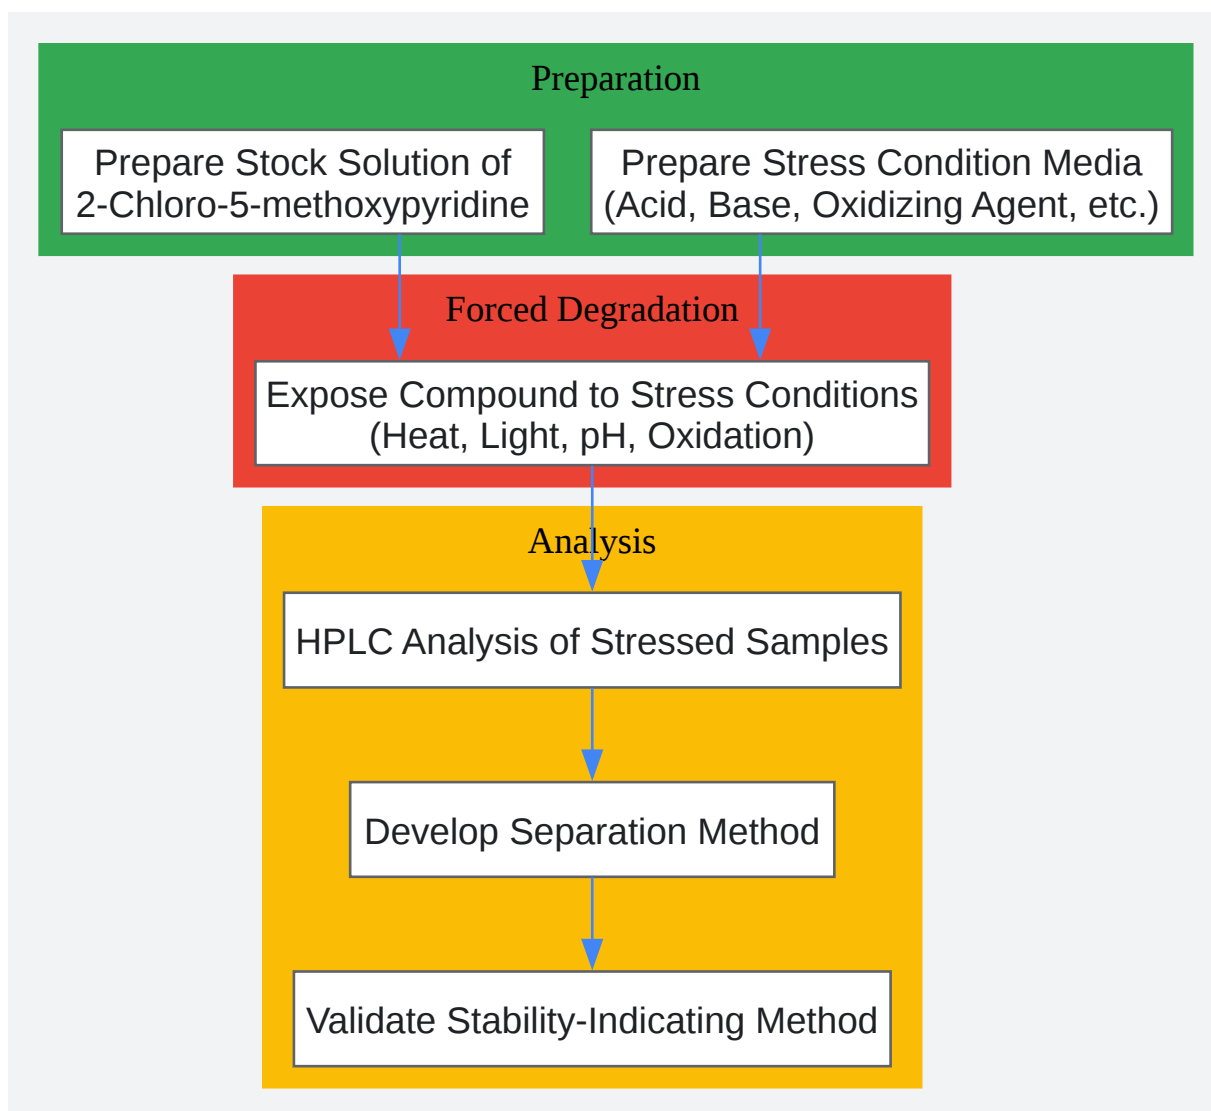 Preparation
Prepare Stock Solution of
2-Chloro-5-methoxypyridine
Prepare Stress Condition Media
(Acid, Base, Oxidizing Agent, etc.)
Forced Degradation
Expose Compound to Stress Conditions
(Heat, Light, pH, Oxidation)
Analysis
HPLC Analysis of Stressed Samples
Develop Separation Method
Validate Stability-Indicating Method